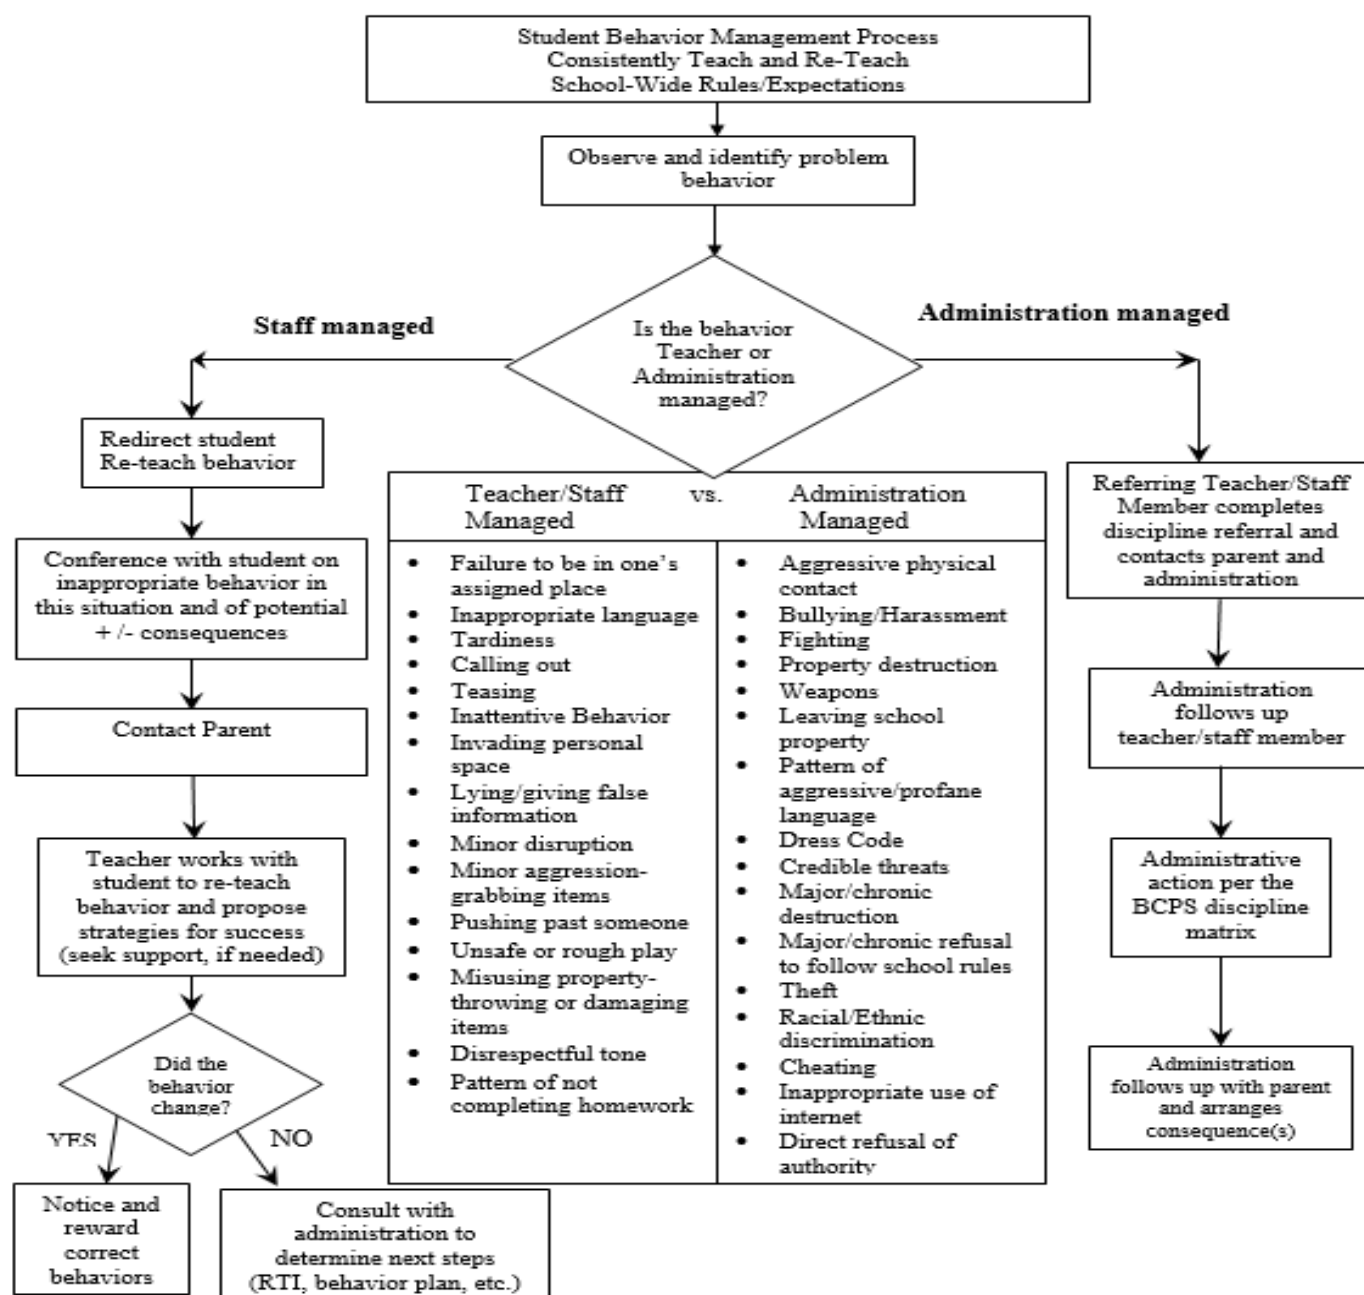 Student Behavior Management Process
Consistently Teach and Re-Teach
School-Wide Rules/Expectations
Observe and identify problem
behavior
Is the behavior
Teacher or
Administration
managed?
Staff managed
Redirect student
Re-teach behavior
Conference with student on
inappropriate behavior in
this situation and of potential
+ /- consequences
Contact Parent
Teacher works with
student to re-teach
behavior and propose
strategies for success
(seek support, if needed)
Did the
behavior
change?
YES
NO
Notice and
reward
correct
behaviors
Consult with
administration to
determine next steps
(RTI, behavior plan, etc.)
Teacher/Staff vs. Administration
Managed Managed
• Failure to be in one's
assigned place
• Inappropriate language
• Tardiness
• Calling out
• Teasing
• Inattentive Behavior
• Invading personal
space
• Lying/giving false
information
• Minor disruption
• Minor aggression-
grabbing items
• Pushing past someone
• Unsafe or rough play
• Misusing property-
throwing or damaging
items
• Disrespectful tone
• Pattern of not
completing homework
• Aggressive physical
contact
• Bullying/Harassment
• Fighting
• Property destruction
• Weapons
• Leaving school
property
• Pattern of
aggressive/profane
language
• Dress Code
• Credible threats
• Major/chronic
destruction
• Major/chronic refusal
to follow school rules
• Theft
• Racial/Ethnic
discrimination
• Cheating
• Inappropriate use of
internet
• Direct refusal of
authority
Administration managed
Referring Teacher/Staff
Member completes
discipline referral and
contacts parent and
administration
Administration
follows up
teacher/staff member
Administrative
action per the
BCPS discipline
matrix
Administration
follows up with parent
and arranges
consequence(s)